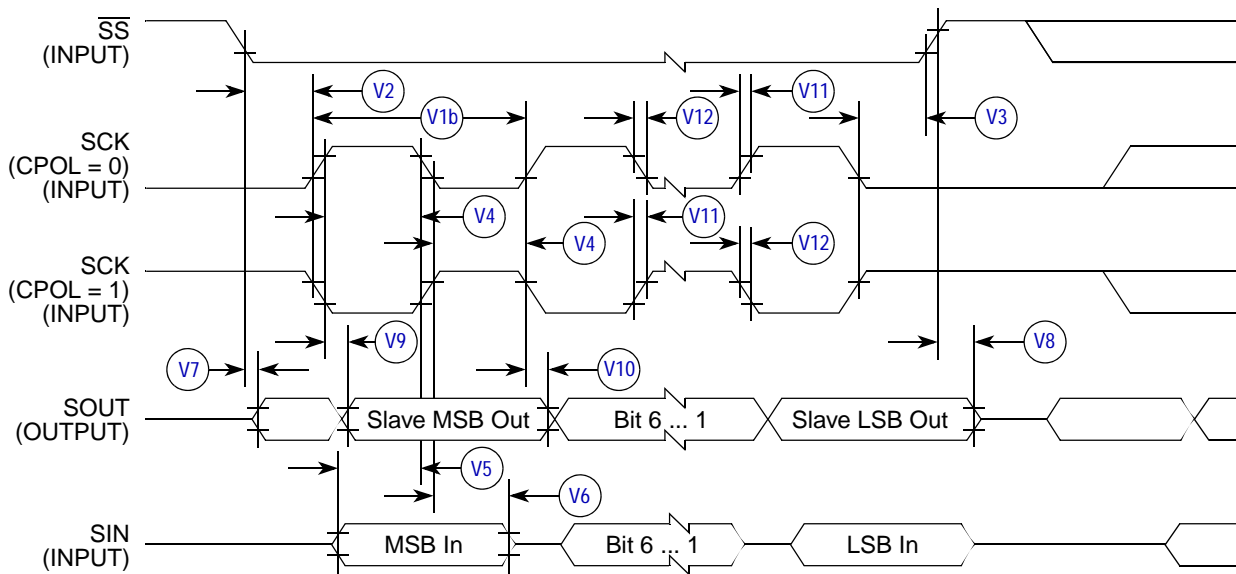 SS
(INPUT)
V2
V11
V1b
V12
V3
SCK
(CPOL = 0)
(INPUT)
V4
V11
V4
V12
SCK
(CPOL = 1)
(INPUT)
V9
V8
V7
V10
SOUT
(OUTPUT)
Slave MSB Out
Bit 6 ... 1
Slave LSB Out
V5
V6
SIN
(INPUT)
MSB In
Bit 6 ... 1
LSB In